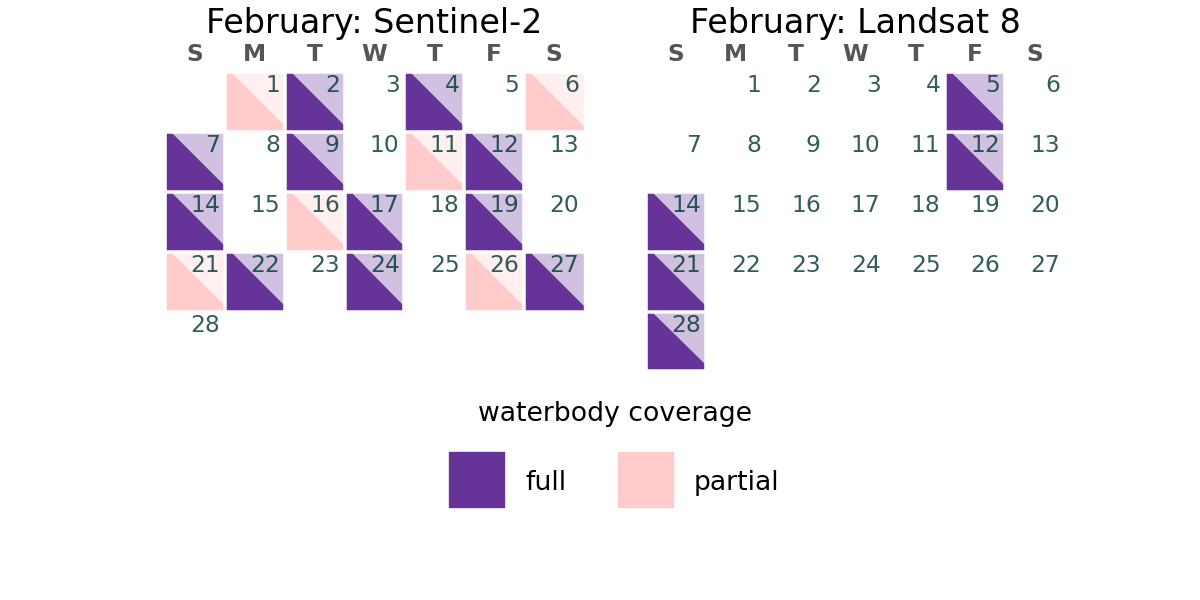 February: Sentinel-2
S M T W T F S
1 2 3 4 5 6
7 8 9 10 11 12 13
14 15 16 17 18 19 20
21 22 23 24 25 26 27
28
February: Landsat 8
S M T W T F S
1 2 3 4 5 6
7 8 9 10 11 12 13
14 15 16 17 18 19 20
21 22 23 24 25 26 27
28
waterbody coverage
full partial